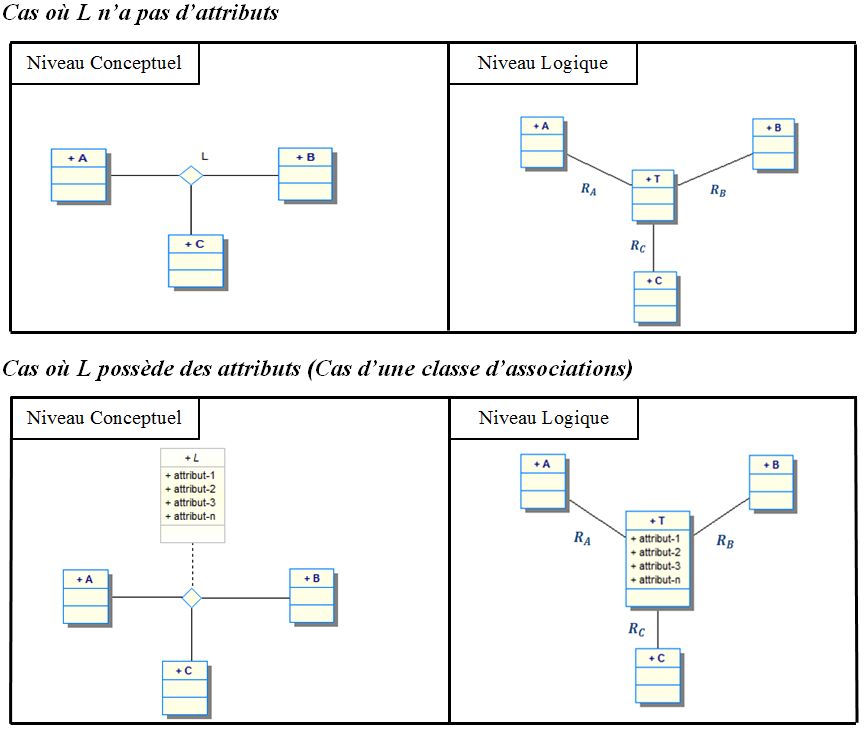 Cas où L n'a pas d'attributs
Niveau Conceptuel
Niveau Logique
+ A
L
+ B
+ C
+ A
+ B
+ T
R_A
R_B
R_C
+ C
Cas où L possède des attributs (Cas d'une classe d'associations)
Niveau Conceptuel
Niveau Logique
+ L
+ attribut-1
+ attribut-2
+ attribut-3
+ attribut-n
+ A
+ B
+ C
+ A
+ B
+ T
+ attribut-1
+ attribut-2
+ attribut-3
+ attribut-n
R_A
R_B
R_C
+ C